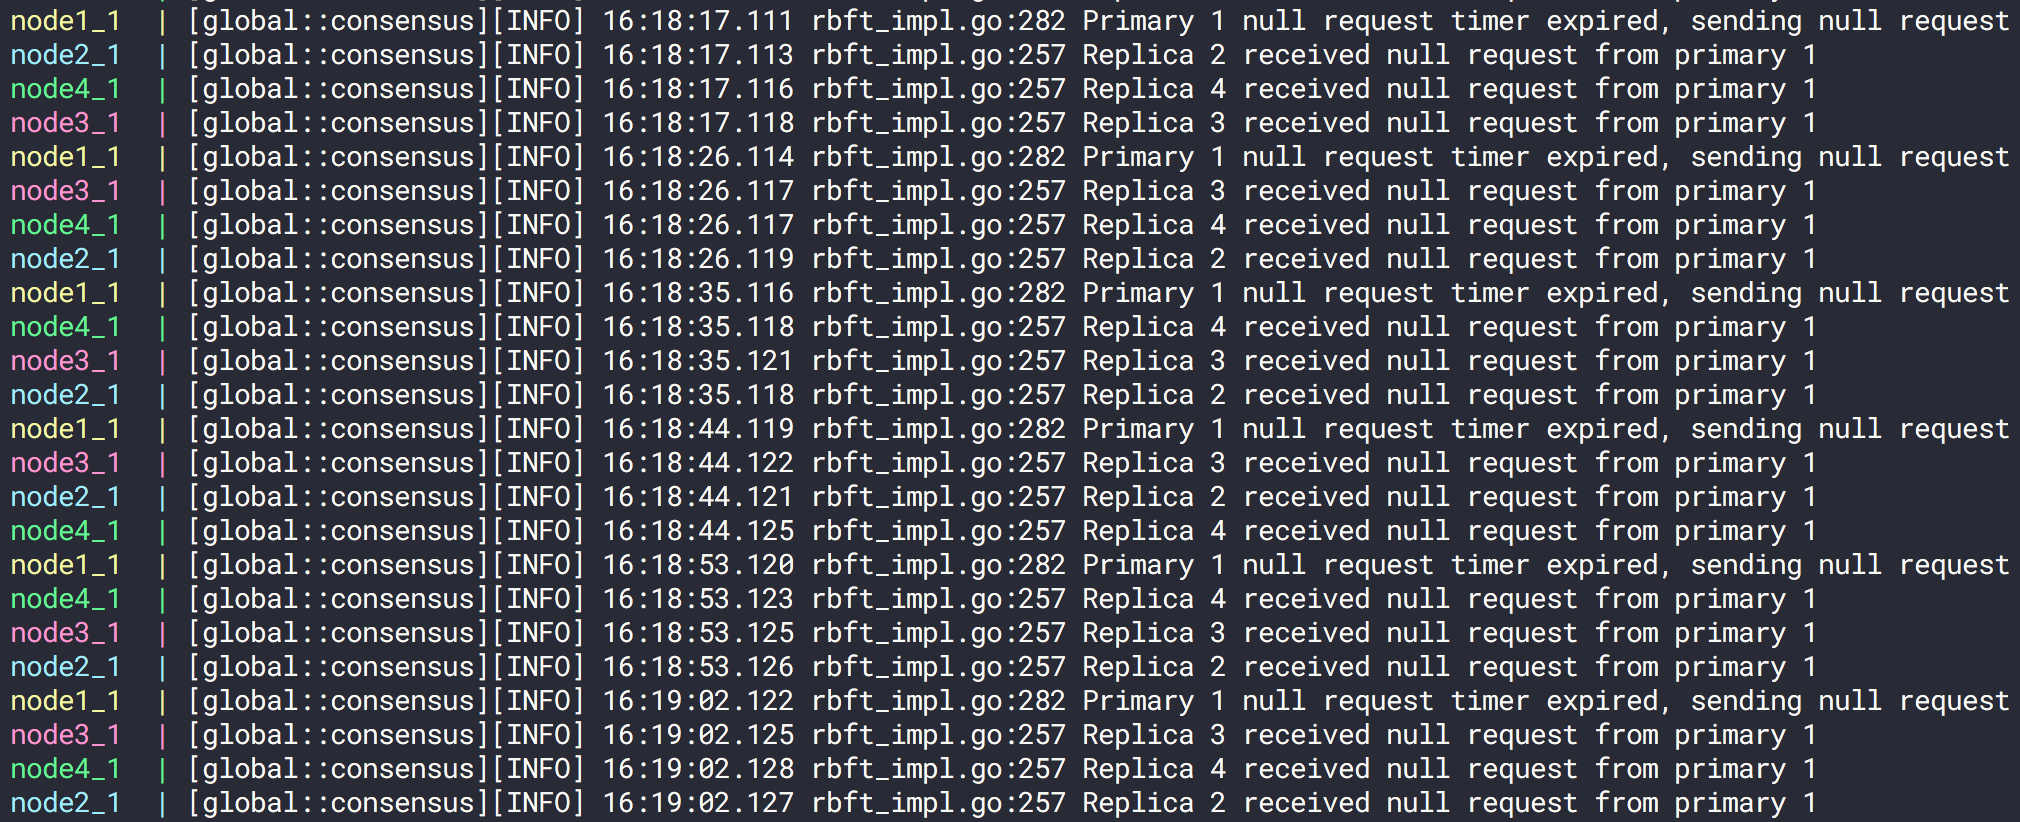 node1_1 | [global::consensus][INFO] 16:18:17.111 rbft_impl.go:282 Primary 1 null request timer expired, sending null request
node2_1 | [global::consensus][INFO] 16:18:17.113 rbft_impl.go:257 Replica 2 received null request from primary 1
node4_1 | [global::consensus][INFO] 16:18:17.116 rbft_impl.go:257 Replica 4 received null request from primary 1
node3_1 | [global::consensus][INFO] 16:18:17.118 rbft_impl.go:257 Replica 3 received null request from primary 1
node1_1 | [global::consensus][INFO] 16:18:26.114 rbft_impl.go:282 Primary 1 null request timer expired, sending null request
node3_1 | [global::consensus][INFO] 16:18:26.117 rbft_impl.go:257 Replica 3 received null request from primary 1
node4_1 | [global::consensus][INFO] 16:18:26.117 rbft_impl.go:257 Replica 4 received null request from primary 1
node2_1 | [global::consensus][INFO] 16:18:26.119 rbft_impl.go:257 Replica 2 received null request from primary 1
node1_1 | [global::consensus][INFO] 16:18:35.116 rbft_impl.go:282 Primary 1 null request timer expired, sending null request
node4_1 | [global::consensus][INFO] 16:18:35.118 rbft_impl.go:257 Replica 4 received null request from primary 1
node3_1 | [global::consensus][INFO] 16:18:35.121 rbft_impl.go:257 Replica 3 received null request from primary 1
node2_1 | [global::consensus][INFO] 16:18:35.118 rbft_impl.go:257 Replica 2 received null request from primary 1
node1_1 | [global::consensus][INFO] 16:18:44.119 rbft_impl.go:282 Primary 1 null request timer expired, sending null request
node3_1 | [global::consensus][INFO] 16:18:44.122 rbft_impl.go:257 Replica 3 received null request from primary 1
node2_1 | [global::consensus][INFO] 16:18:44.121 rbft_impl.go:257 Replica 2 received null request from primary 1
node4_1 | [global::consensus][INFO] 16:18:44.125 rbft_impl.go:257 Replica 4 received null request from primary 1
node1_1 | [global::consensus][INFO] 16:18:53.120 rbft_impl.go:282 Primary 1 null request timer expired, sending null request
node4_1 | [global::consensus][INFO] 16:18:53.123 rbft_impl.go:257 Replica 4 received null request from primary 1
node3_1 | [global::consensus][INFO] 16:18:53.125 rbft_impl.go:257 Replica 3 received null request from primary 1
node2_1 | [global::consensus][INFO] 16:18:53.126 rbft_impl.go:257 Replica 2 received null request from primary 1
node1_1 | [global::consensus][INFO] 16:19:02.122 rbft_impl.go:282 Primary 1 null request timer expired, sending null request
node3_1 | [global::consensus][INFO] 16:19:02.125 rbft_impl.go:257 Replica 3 received null request from primary 1
node4_1 | [global::consensus][INFO] 16:19:02.128 rbft_impl.go:257 Replica 4 received null request from primary 1
node2_1 | [global::consensus][INFO] 16:19:02.127 rbft_impl.go:257 Replica 2 received null request from primary 1